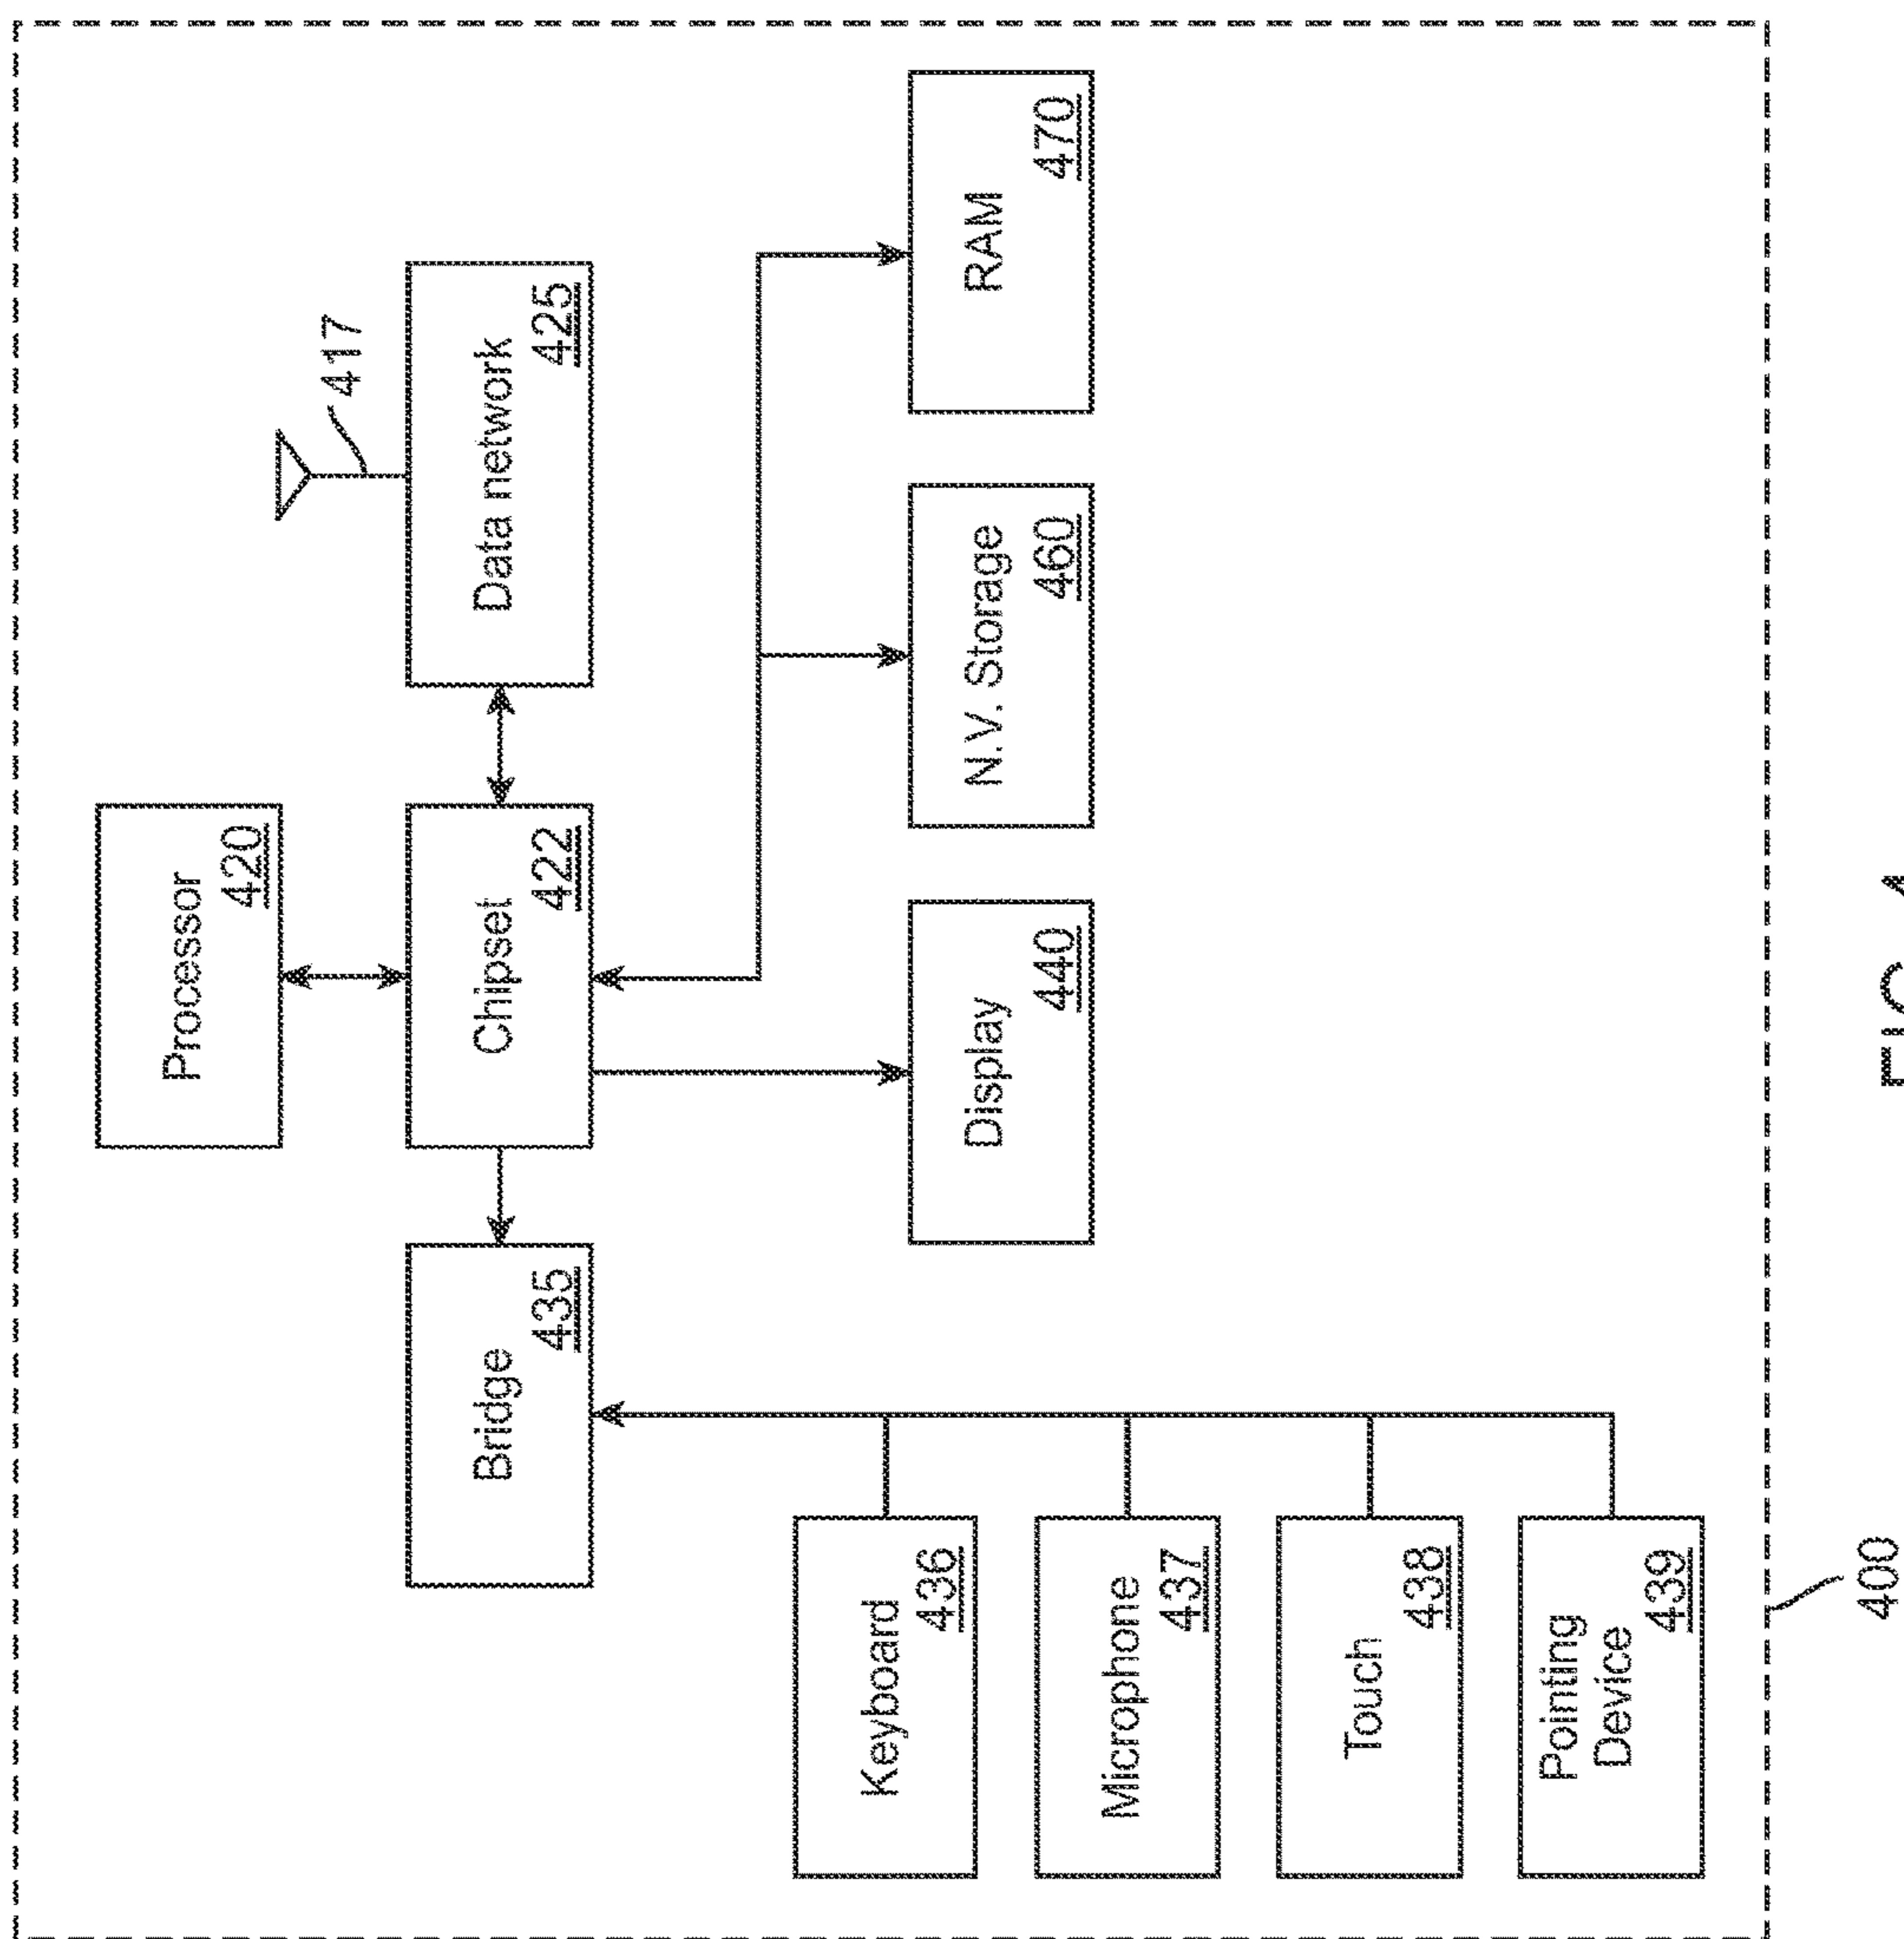 Processor
420
417
Bridge
435
Chipset
422
Data network
425
Keyboard
436
Microphone
437
Touch
438
Pointing
Device
439
Display
440
N.V. Storage
460
RAM
470
400